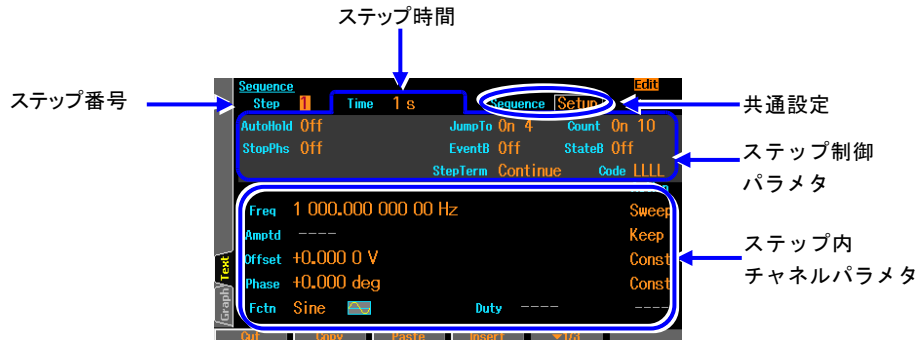 ステップ時間
Sequence Edit
ステップ番号 Step 1 Time 1 s Sequence Setup 共通設定
AutoHold Off JumpTo On 4 Count On 10
StopPhs Off EventB Off StateB Off
StepTerm Continue Code LLLL
ステップ制御
パラメタ
Freq 1 000.000 000 00 Hz Sweep
Amptd ---- Keep
Offset +0.000 0 V Const
Phase +0.000 deg Const
Fctn Sine Duty ---- ----
ステップ内
チャネルパラメタ
Text
Graph
Cut Copy Paste Insert ▼1/3